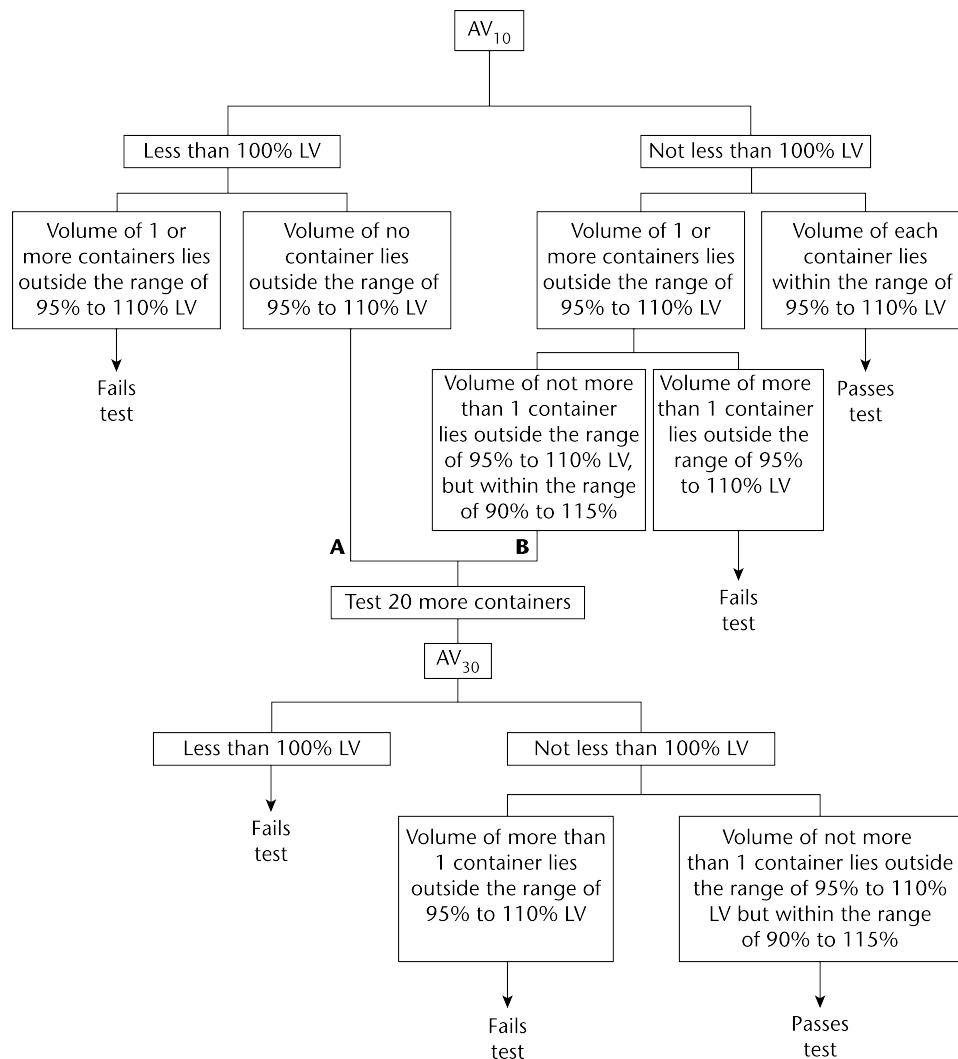 AV10
Less than 100% LV
Not less than 100% LV
Volume of 1 or
more containers lies
outside the range of
95% to 110% LV
Volume of no
container lies
outside the range of
95% to 110% LV
Volume of 1 or
more containers lies
outside the range of
95% to 110% LV
Volume of each
container lies
within the range of
95% to 110% LV
Fails
test
Volume of not more
than 1 container
lies outside the range
of 95% to 110% LV,
but within the range
of 90% to 115%
Volume of more
than 1 container
lies outside the
range of 95%
to 110% LV
Passes
test
A
B
Fails
test
Test 20 more containers
AV30
Less than 100% LV
Not less than 100% LV
Fails
test
Volume of more than
1 container lies
outside the range of
95% to 110% LV
Volume of not more
than 1 container lies outside
the range of 95% to 110%
LV but within the range
of 90% to 115%
Fails
test
Passes
test